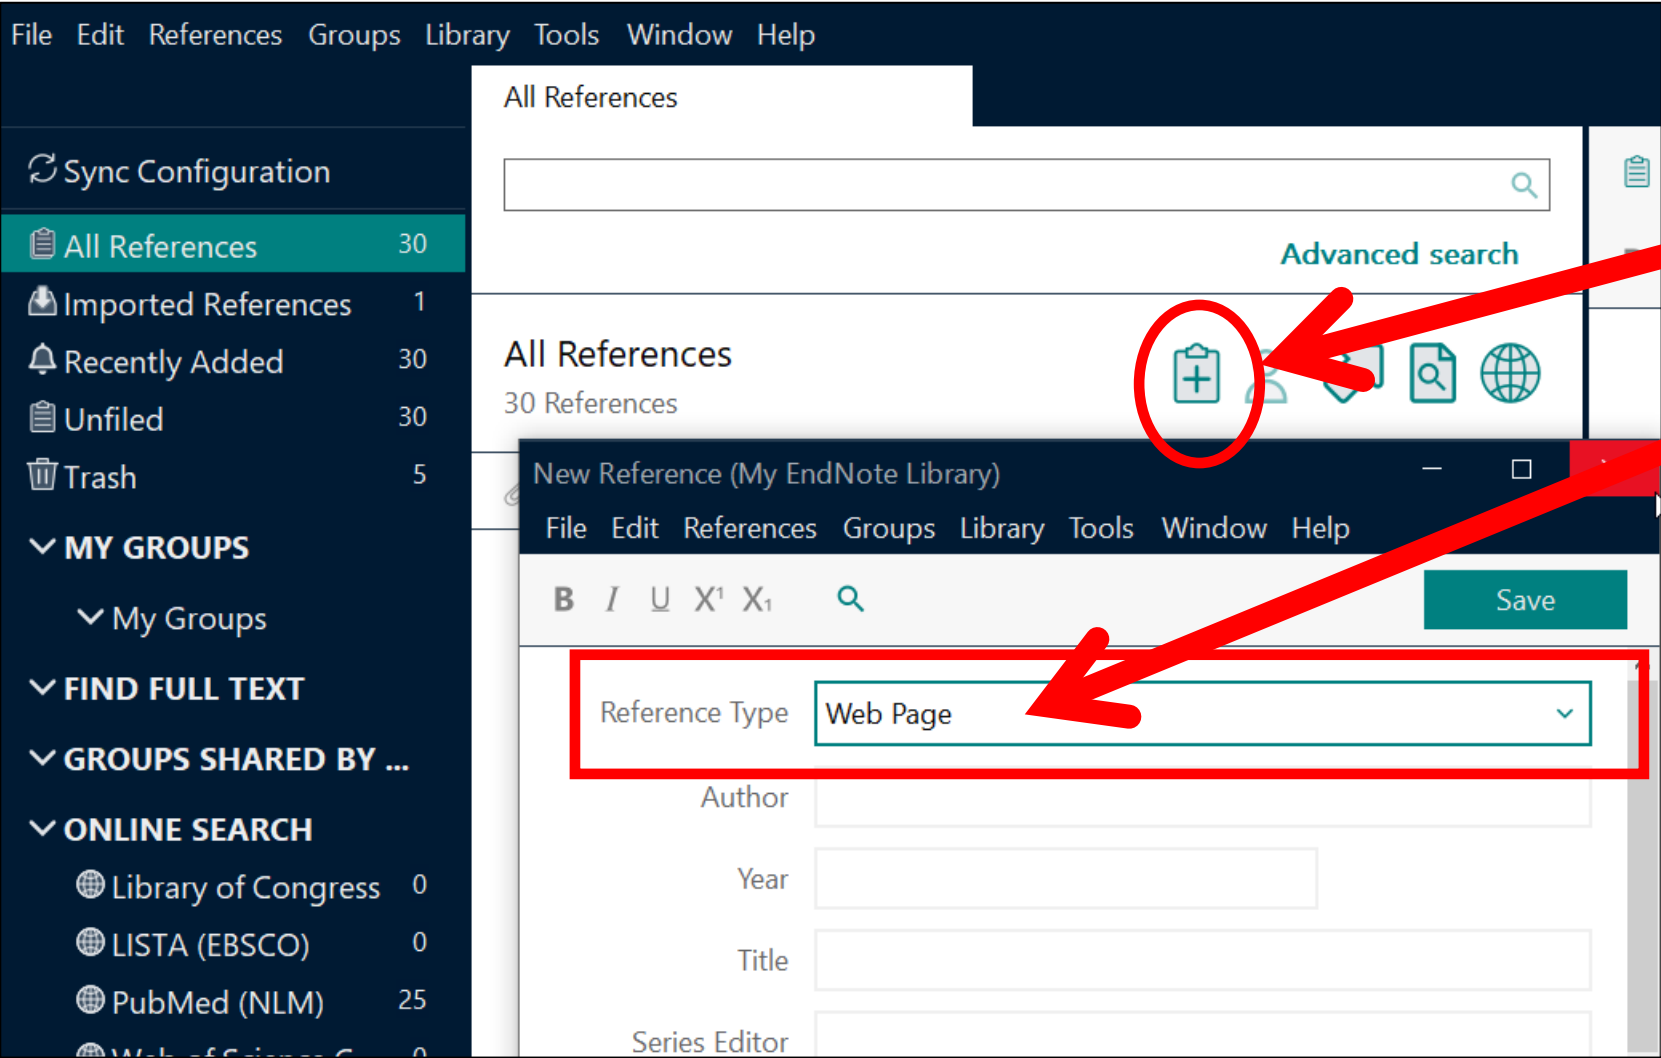 File Edit References Groups Library Tools Window Help
All References
Sync Configuration
All References 30
Imported References 1
Recently Added 30
Unfiled 30
Trash 5
MY GROUPS
My Groups
FIND FULL TEXT
GROUPS SHARED BY ...
ONLINE SEARCH
Library of Congress 0
LISTA (EBSCO) 0
PubMed (NLM) 25
Advanced search
All References
30 References
New Reference (My EndNote Library)
File Edit References Groups Library Tools Window Help
B I U X¹ X₁
Save
Reference Type Web Page
Author
Year
Title
Series Editor